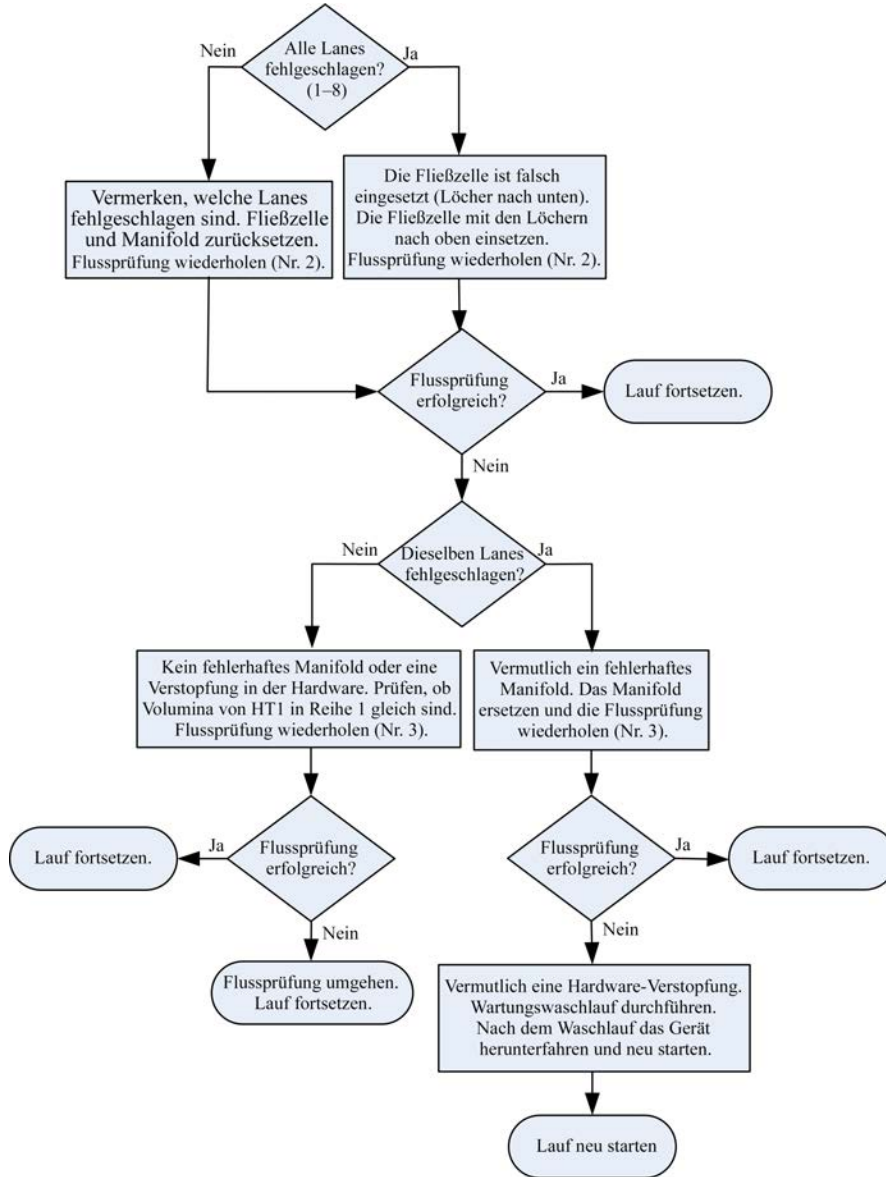 Nein
Alle Lanes
fehlgeschlagen?
(1–8)
Ja
Vermerken, welche Lanes
fehlgeschlagen sind. Fließzelle
und Manifold zurücksetzen.
Flussprüfung wiederholen (Nr. 2).
Die Fließzelle ist falsch
eingesetzt (Löcher nach unten).
Die Fließzelle mit den Löchern
nach oben einsetzen.
Flussprüfung wiederholen (Nr. 2).
Flussprüfung
erfolgreich?
Ja
Lauf fortsetzen.
Nein
Nein
Dieselben Lanes
fehlgeschlagen?
Ja
Kein fehlerhaftes Manifold oder eine
Verstopfung in der Hardware. Prüfen, ob
Volumina von HT1 in Reihe 1 gleich sind.
Flussprüfung wiederholen (Nr. 3).
Vermutlich ein fehlerhaftes
Manifold. Das Manifold
ersetzen und die Flussprüfung
wiederholen (Nr. 3).
Lauf fortsetzen.
Ja
Flussprüfung
erfolgreich?
Nein
Flussprüfung umgehen.
Lauf fortsetzen.
Flussprüfung
erfolgreich?
Ja
Lauf fortsetzen.
Nein
Vermutlich eine Hardware-Verstopfung.
Wartungswaschlauf durchführen.
Nach dem Waschlauf das Gerät
herunterfahren und neu starten.
Lauf neu starten